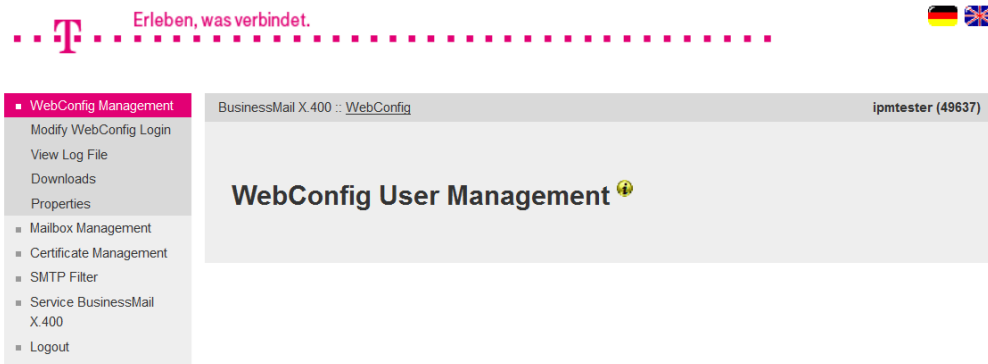 T
Erleben, was verbindet.
WebConfig Management
Modify WebConfig Login
View Log File
Downloads
Properties
Mailbox Management
Certificate Management
SMTP Filter
Service BusinessMail
X.400
Logout
BusinessMail X.400 :: WebConfig
ipmtester (49637)
WebConfig User Management